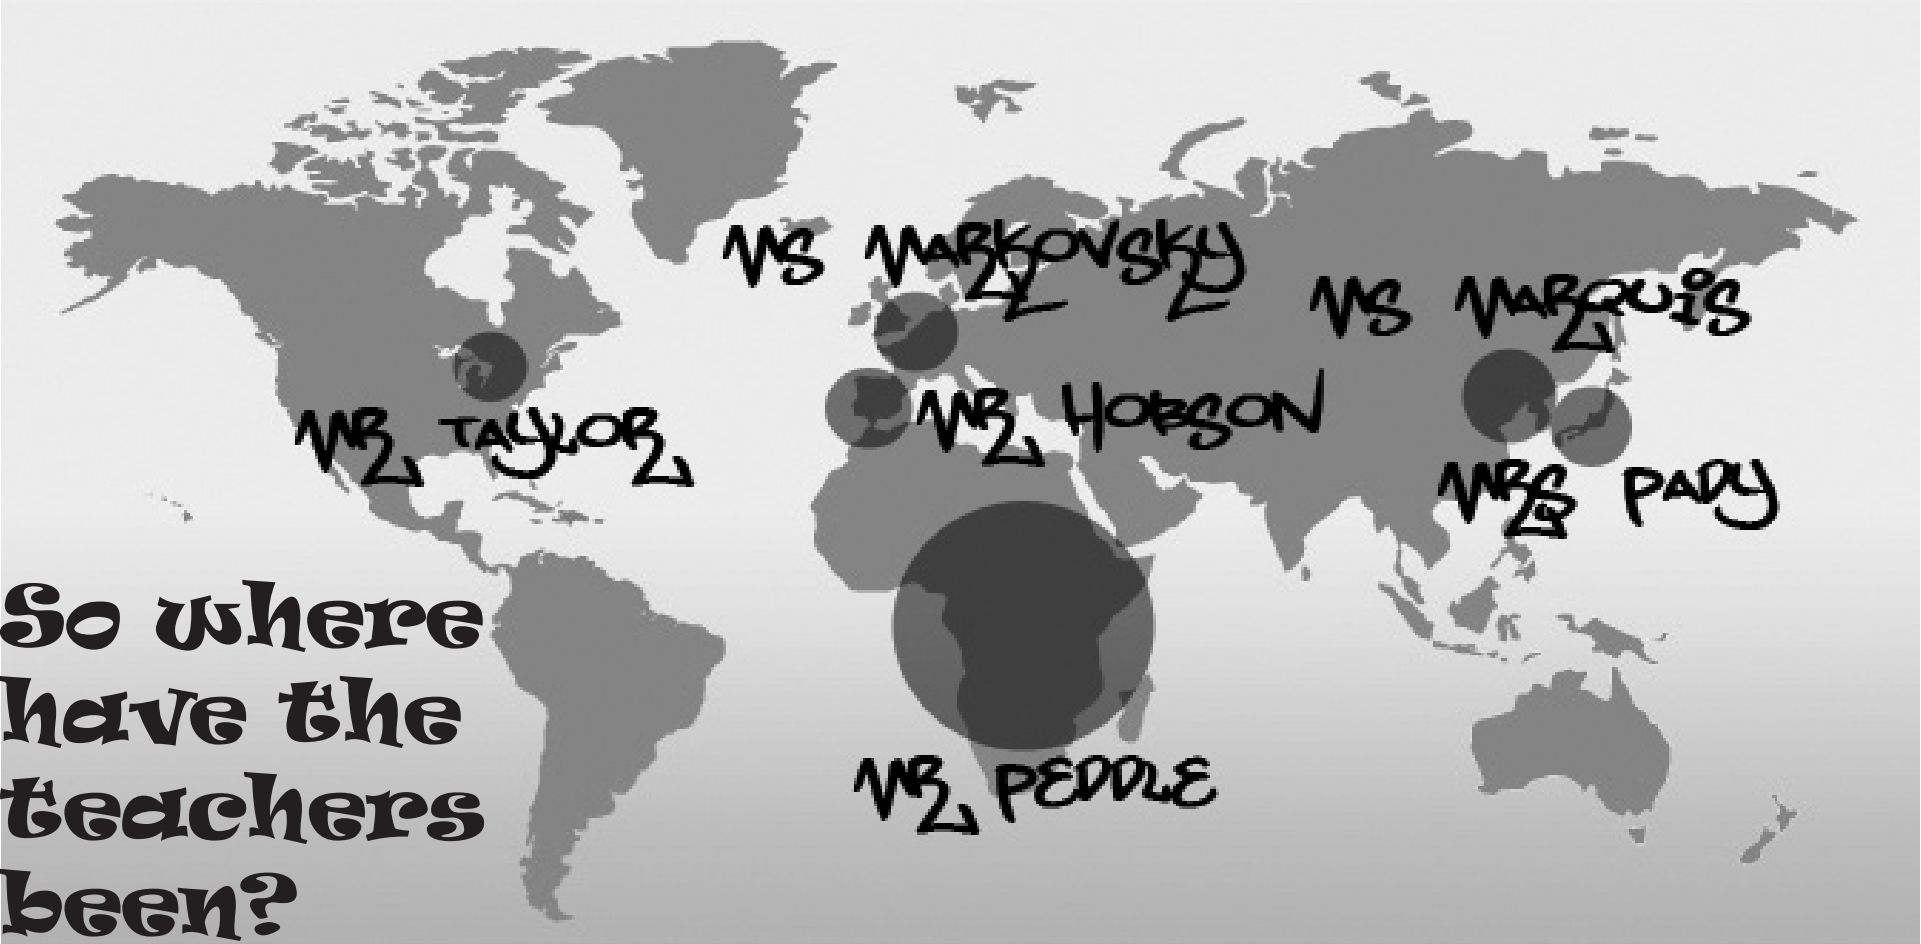 MS MARKOVSKY
MS MARQUiS
MR HOBSON
MR TAYLOR
MRS PADY
MR PEDDLE
So where
have the
teachers
been?